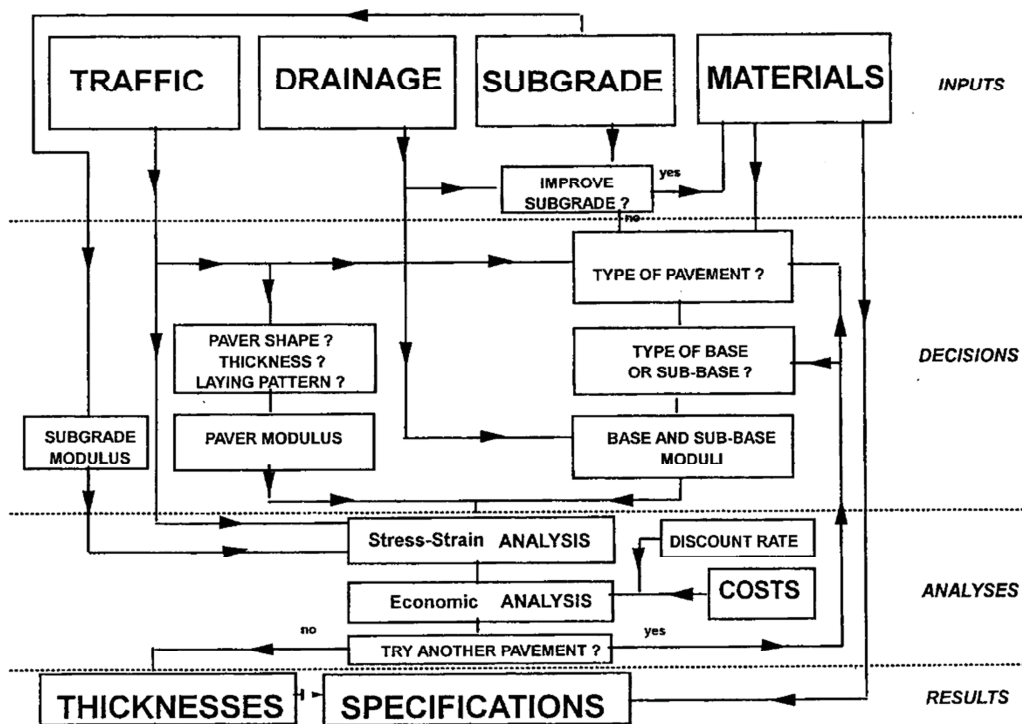 TRAFFIC
DRAINAGE
SUBGRADE
MATERIALS
INPUTS
IMPROVE
SUBGRADE ?
yes
no
TYPE OF PAVEMENT ?
PAVER SHAPE ?
THICKNESS ?
LAYING PATTERN ?
TYPE OF BASE
OR SUB-BASE ?
DECISIONS
SUBGRADE
MODULUS
PAVER MODULUS
BASE AND SUB-BASE
MODULI
Stress-Strain ANALYSIS
DISCOUNT RATE
Economic ANALYSIS
COSTS
ANALYSES
no
TRY ANOTHER PAVEMENT ?
yes
THICKNESSES
SPECIFICATIONS
RESULTS